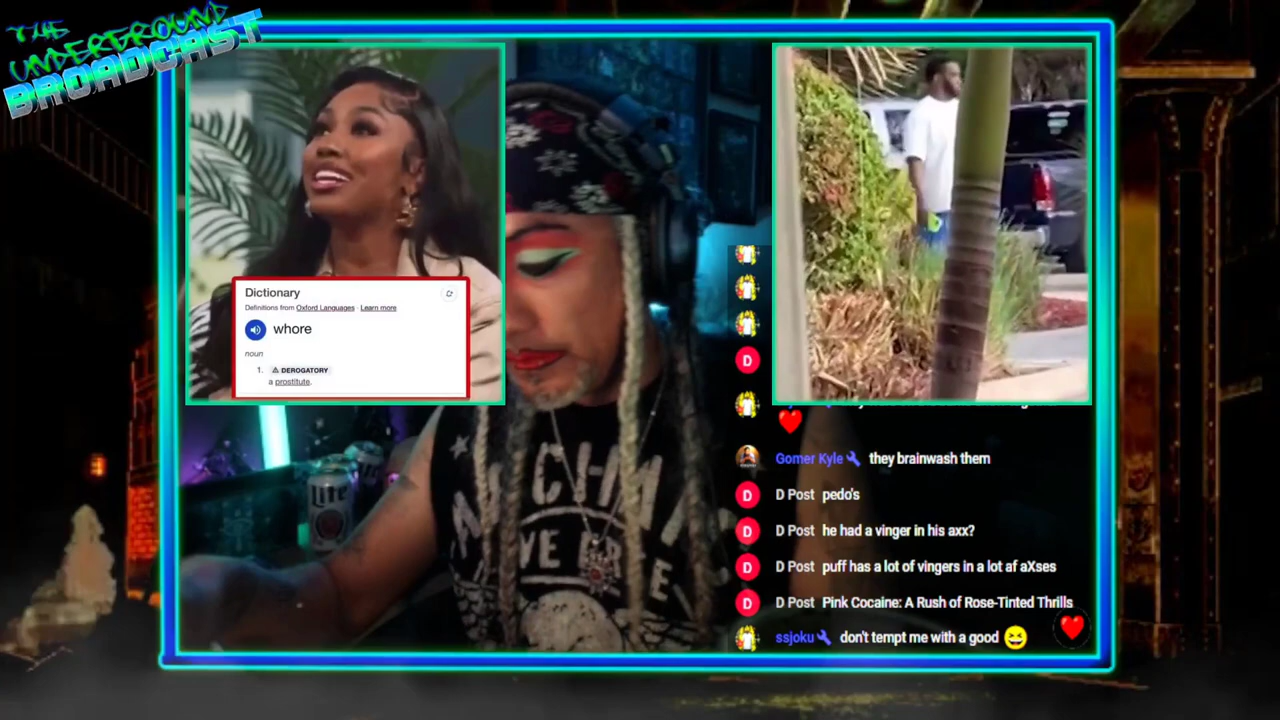 THE
UNDERGROUND
BROADCAST
Dictionary
Definitions from Oxford Languages · Learn more
whore
noun
1. ⚠ DEROGATORY
a prostitute.
Lite
D
Gomer Kyle 🔧 they brainwash them
D D Post pedo's
D D Post he had a vinger in his axx?
D D Post puff has a lot of vingers in a lot af aXses
D D Post Pink Cocaine: A Rush of Rose-Tinted Thrills
ssjoku 🔧 don't tempt me with a good 😆